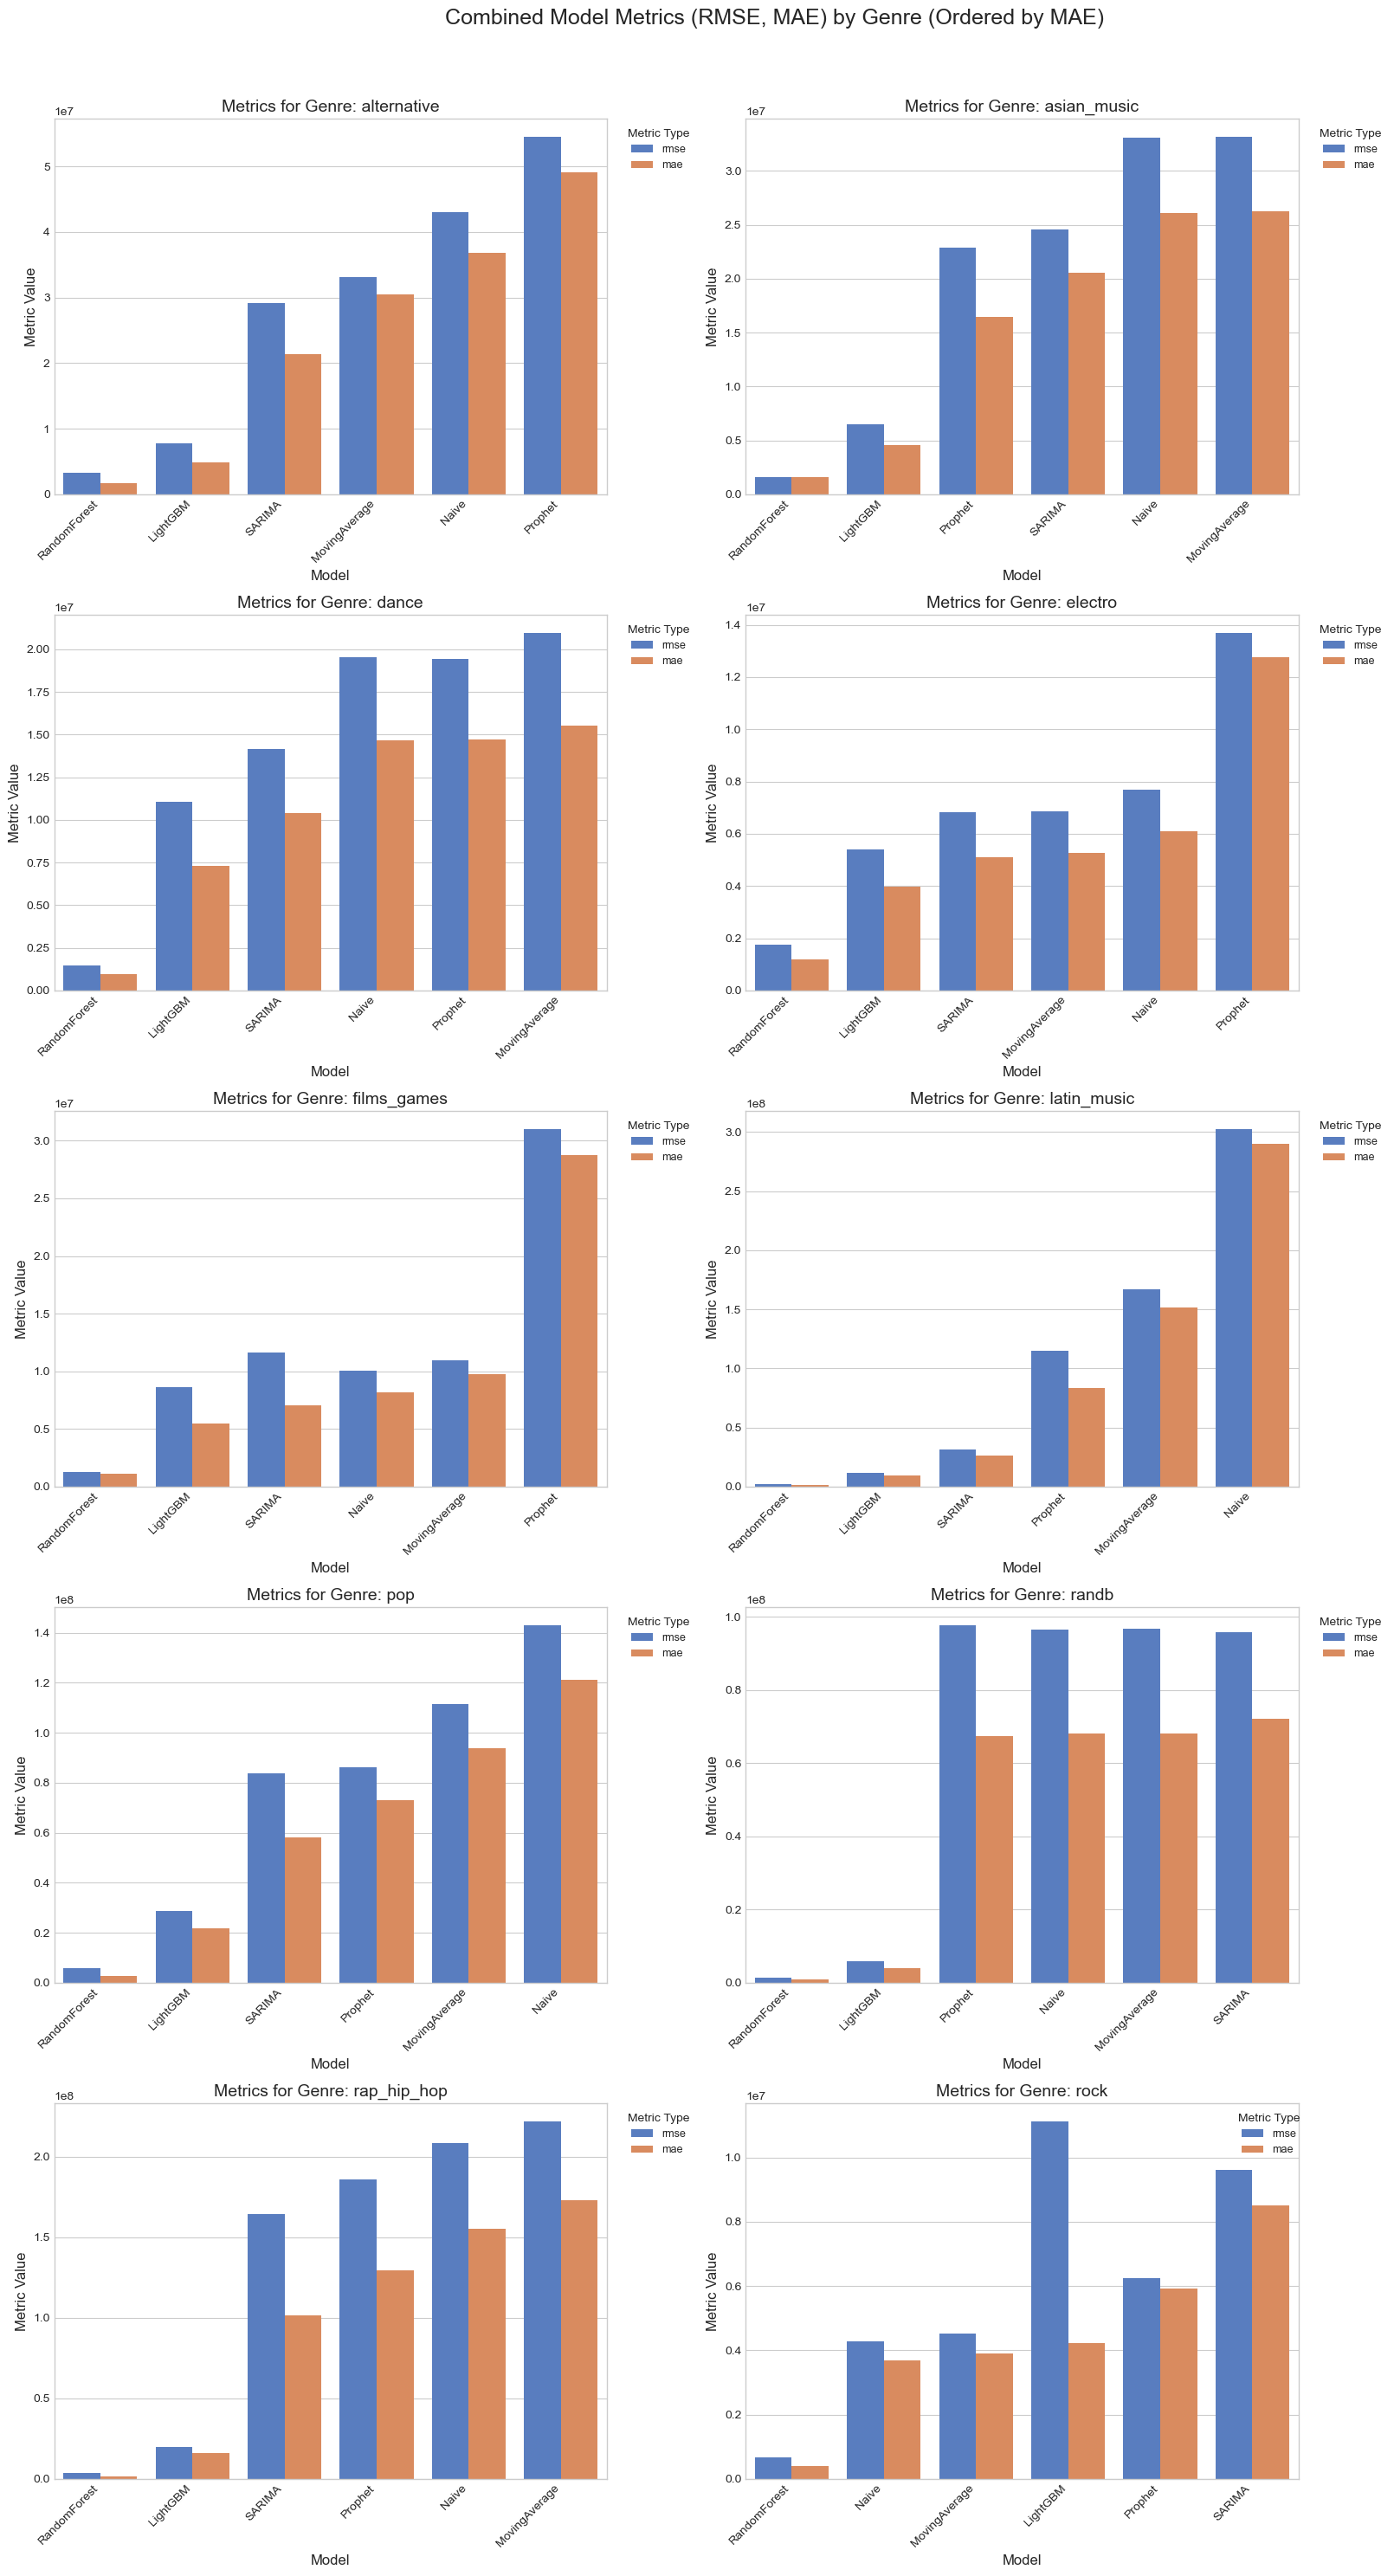 Combined Model Metrics (RMSE, MAE) by Genre (Ordered by MAE)
Metrics for Genre: alternative
1e7
Metric Value
5
4
3
2
1
0
RandomForest
LightGBM
SARIMA
MovingAverage
Naive
Prophet
Model
Metric Type
rmse
mae
Metrics for Genre: asian_music
1e7
Metric Value
3.0
2.5
2.0
1.5
1.0
0.5
0.0
RandomForest
LightGBM
Prophet
SARIMA
Naive
MovingAverage
Model
Metric Type
rmse
mae
Metrics for Genre: dance
1e7
Metric Value
2.00
1.75
1.50
1.25
1.00
0.75
0.50
0.25
0.00
RandomForest
LightGBM
SARIMA
Naive
Prophet
MovingAverage
Model
Metric Type
rmse
mae
Metrics for Genre: electro
1e7
Metric Value
1.4
1.2
1.0
0.8
0.6
0.4
0.2
0.0
RandomForest
LightGBM
SARIMA
MovingAverage
Naive
Prophet
Model
Metric Type
rmse
mae
Metrics for Genre: films_games
1e7
Metric Value
3.0
2.5
2.0
1.5
1.0
0.5
0.0
RandomForest
LightGBM
SARIMA
Naive
MovingAverage
Prophet
Model
Metric Type
rmse
mae
Metrics for Genre: latin_music
1e8
Metric Value
3.0
2.5
2.0
1.5
1.0
0.5
0.0
RandomForest
LightGBM
SARIMA
Prophet
MovingAverage
Naive
Model
Metric Type
rmse
mae
Metrics for Genre: pop
1e8
Metric Value
1.4
1.2
1.0
0.8
0.6
0.4
0.2
0.0
RandomForest
LightGBM
SARIMA
Prophet
MovingAverage
Naive
Model
Metric Type
rmse
mae
Metrics for Genre: randb
1e8
Metric Value
1.0
0.8
0.6
0.4
0.2
0.0
RandomForest
LightGBM
Prophet
Naive
MovingAverage
SARIMA
Model
Metric Type
rmse
mae
Metrics for Genre: rap_hip_hop
1e8
Metric Value
2.0
1.5
1.0
0.5
0.0
RandomForest
LightGBM
SARIMA
Prophet
Naive
MovingAverage
Model
Metric Type
rmse
mae
Metrics for Genre: rock
1e7
Metric Value
1.0
0.8
0.6
0.4
0.2
0.0
RandomForest
Naive
MovingAverage
LightGBM
Prophet
SARIMA
Model
Metric Type
rmse
mae